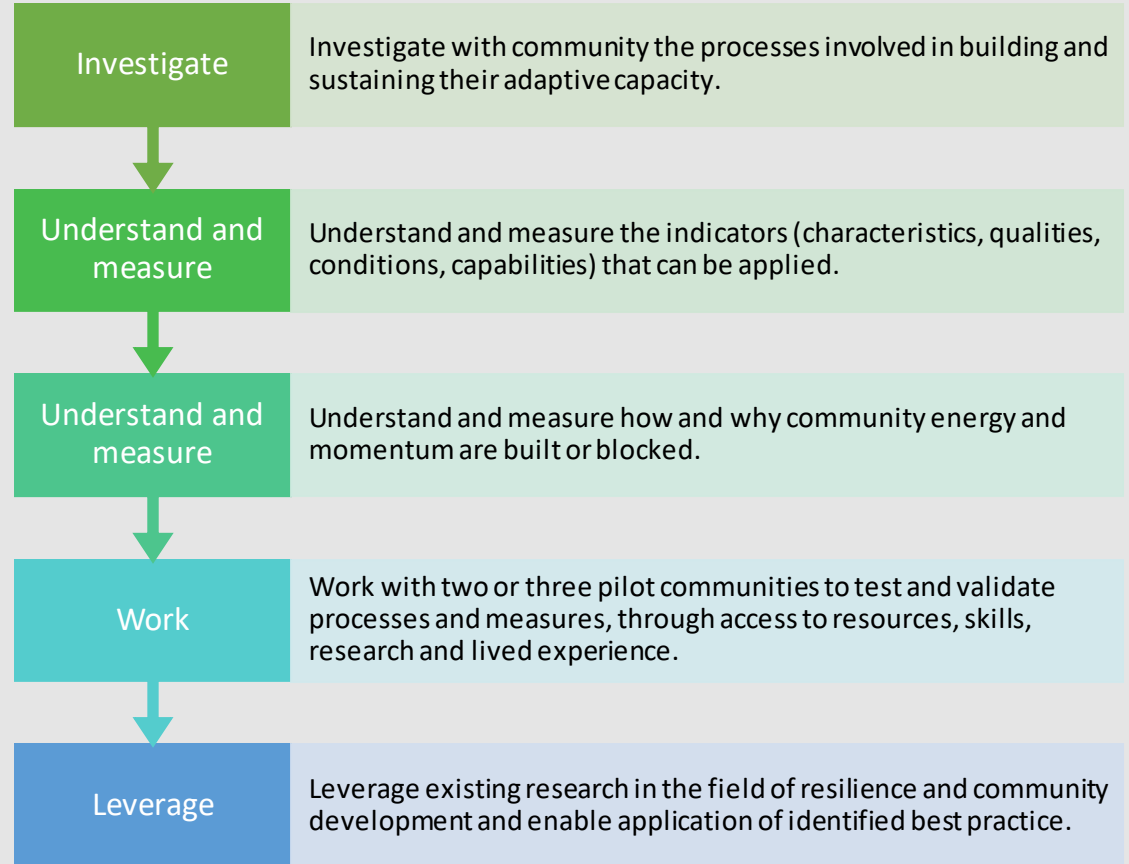 Investigate
Investigate with community the processes involved in building and
sustaining their adaptive capacity.
Understand and
measure
Understand and measure the indicators (characteristics, qualities,
conditions, capabilities) that can be applied.
Understand and
measure
Understand and measure how and why community energy and
momentum are built or blocked.
Work
Work with two or three pilot communities to test and validate
processes and measures, through access to resources, skills,
research and lived experience.
Leverage
Leverage existing research in the field of resilience and community
development and enable application of identified best practice.